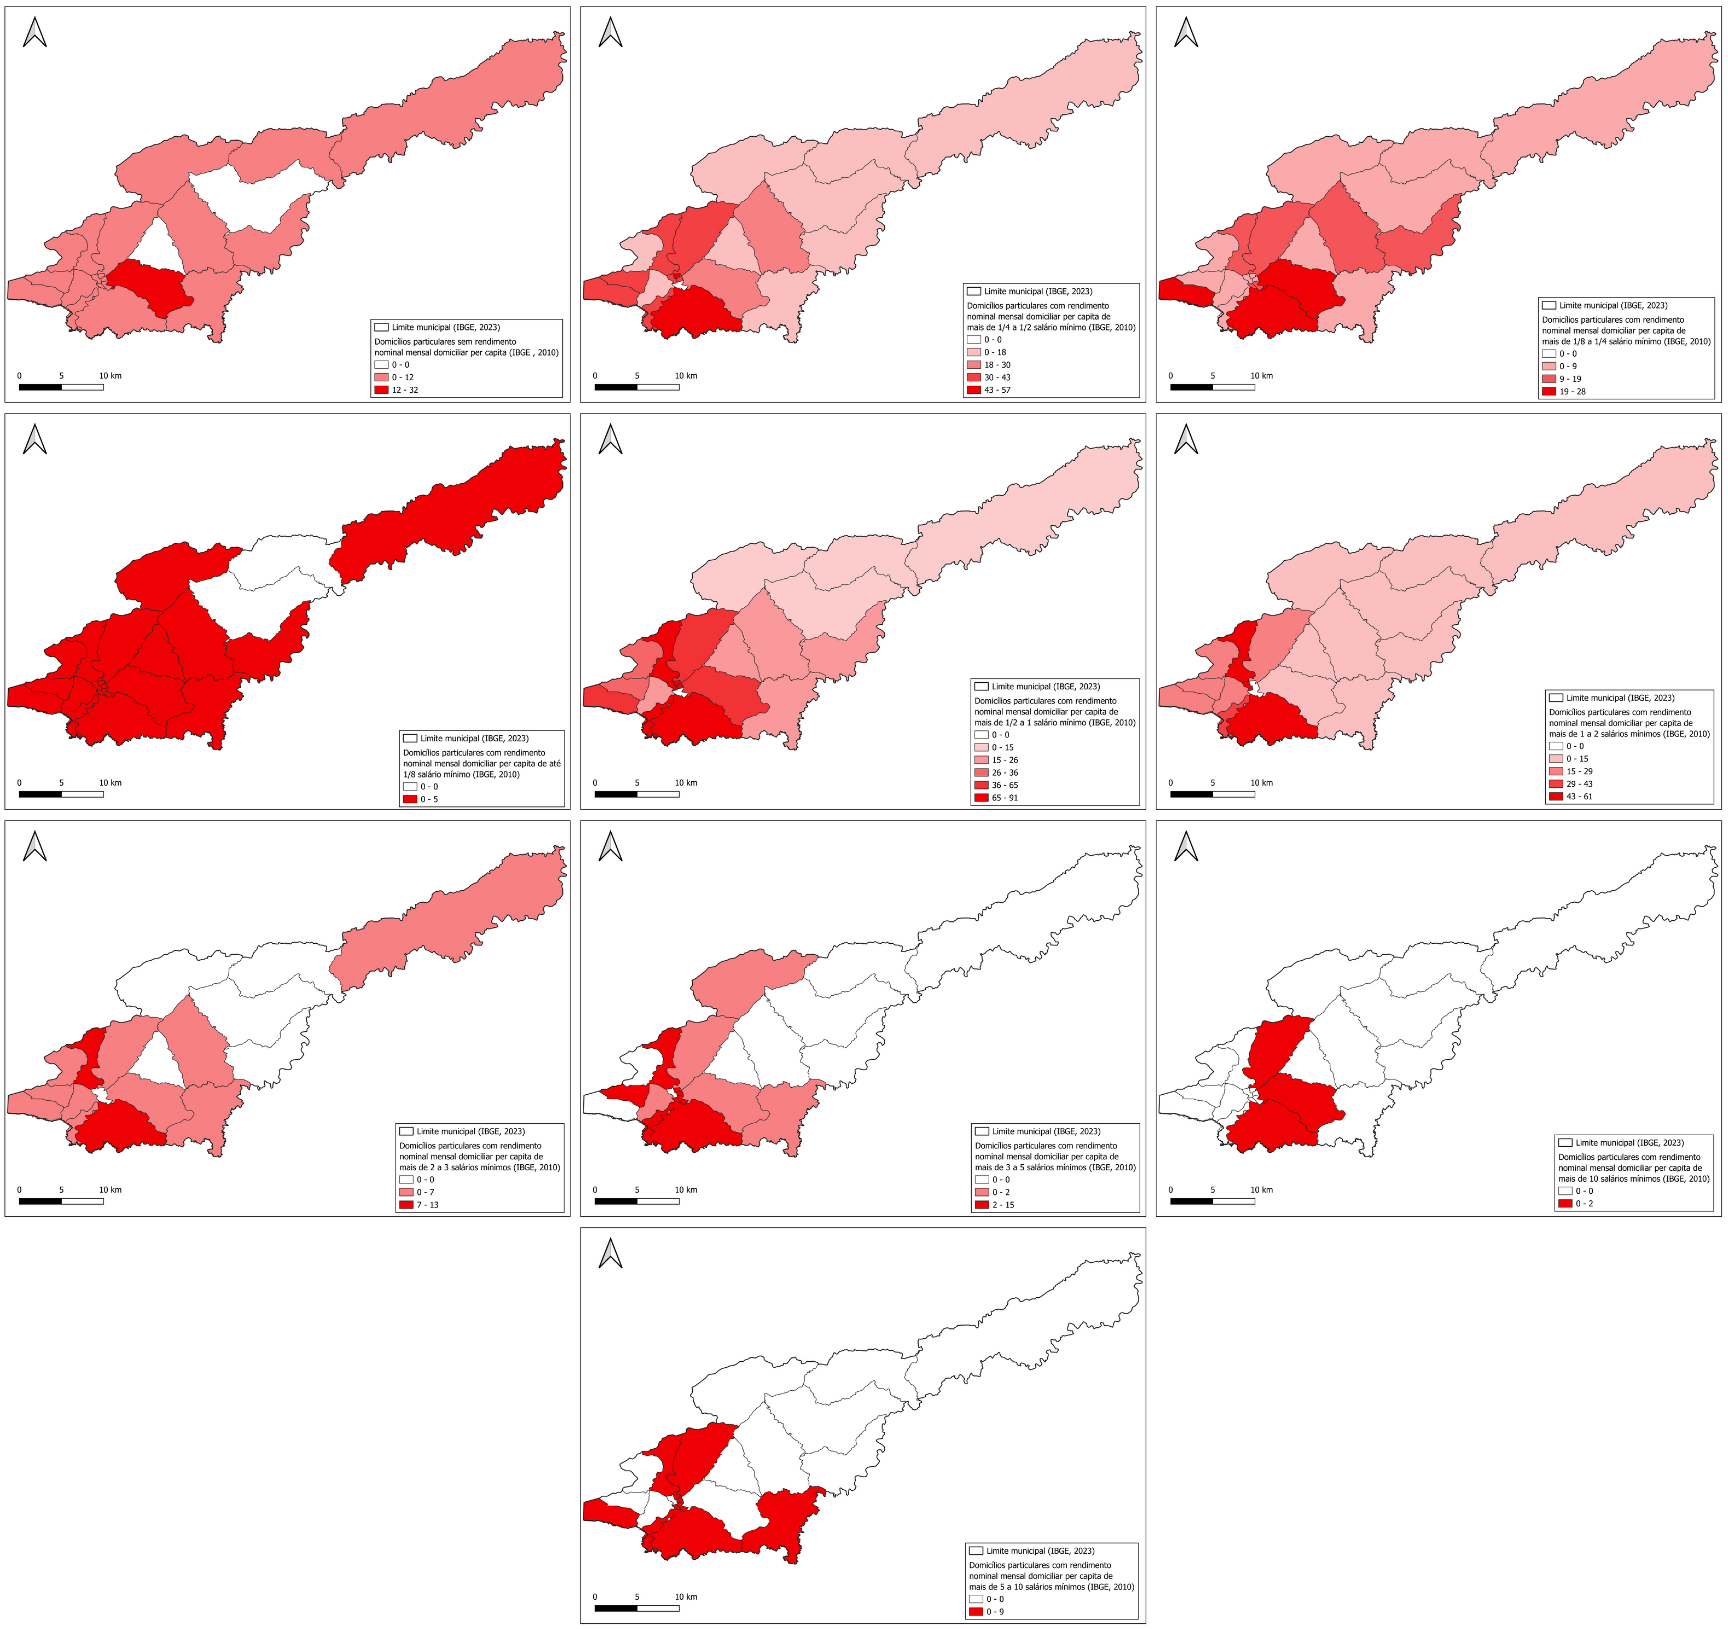 0 5 10 km
Limite municipal (IBGE, 2023)
Domicílios particulares sem rendimento
nominal mensal domiciliar per capita (IBGE , 2010)
0 - 0
0 - 12
12 - 32
0 5 10 km
Limite municipal (IBGE, 2023)
Domicílios particulares com rendimento
nominal mensal domiciliar per capita de
mais de 1/4 a 1/2 salário mínimo (IBGE, 2010)
0 - 0
0 - 18
18 - 30
30 - 43
43 - 57
0 5 10 km
Limite municipal (IBGE, 2023)
Domicílios particulares com rendimento
nominal mensal domiciliar per capita de
mais de 1/8 a 1/4 salário mínimo (IBGE, 2010)
0 - 0
0 - 9
9 - 19
19 - 28
0 5 10 km
Limite municipal (IBGE, 2023)
Domicílios particulares com rendimento
nominal mensal domiciliar per capita de até
1/8 salário mínimo (IBGE, 2010)
0 - 0
0 - 5
0 5 10 km
Limite municipal (IBGE, 2023)
Domicílios particulares com rendimento
nominal mensal domiciliar per capita de
mais de 1/2 a 1 salário mínimo (IBGE, 2010)
0 - 0
0 - 15
15 - 26
26 - 36
36 - 65
65 - 91
0 5 10 km
Limite municipal (IBGE, 2023)
Domicílios particulares com rendimento
nominal mensal domiciliar per capita de
mais de 1 a 2 salários mínimos (IBGE, 2010)
0 - 0
0 - 15
15 - 29
29 - 43
43 - 61
0 5 10 km
Limite municipal (IBGE, 2023)
Domicílios particulares com rendimento
nominal mensal domiciliar per capita de
mais de 2 a 3 salários mínimos (IBGE, 2010)
0 - 0
0 - 7
7 - 13
0 5 10 km
Limite municipal (IBGE, 2023)
Domicílios particulares com rendimento
nominal mensal domiciliar per capita de
mais de 3 a 5 salários mínimos (IBGE, 2010)
0 - 0
0 - 2
2 - 15
0 5 10 km
Limite municipal (IBGE, 2023)
Domicílios particulares com rendimento
nominal mensal domiciliar per capita de
mais de 10 salários mínimos (IBGE, 2010)
0 - 0
0 - 2
0 5 10 km
Limite municipal (IBGE, 2023)
Domicílios particulares com rendimento
nominal mensal domiciliar per capita de
mais de 5 a 10 salários mínimos (IBGE, 2010)
0 - 0
0 - 9